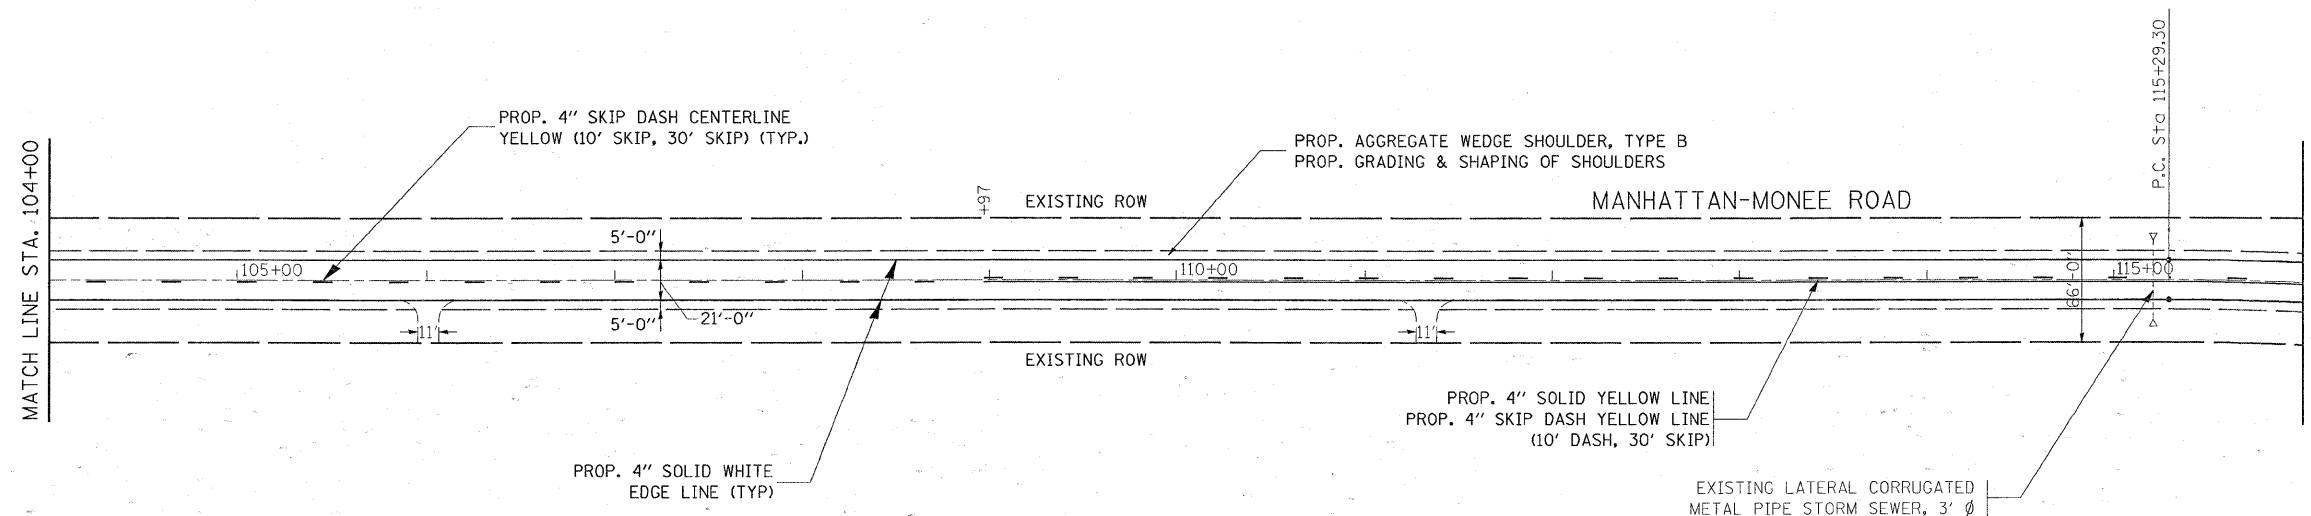 P.C. Sta 115+29.30
PROP. 4" SKIP DASH CENTERLINE
YELLOW (10' SKIP, 30' SKIP) (TYP.)
PROP. AGGREGATE WEDGE SHOULDER, TYPE B
PROP. GRADING & SHAPING OF SHOULDERS
MATCH LINE STA. 104+00
+97
EXISTING ROW
MANHATTAN-MONEE ROAD
5'-0"
105+00
110+00
115+00
66'-0"
5'-0"
21'-0"
11'
11'
EXISTING ROW
PROP. 4" SOLID YELLOW LINE
PROP. 4" SKIP DASH YELLOW LINE
(10' DASH, 30' SKIP)
PROP. 4" SOLID WHITE
EDGE LINE (TYP)
EXISTING LATERAL CORRUGATED
METAL PIPE STORM SEWER, 3' Ø